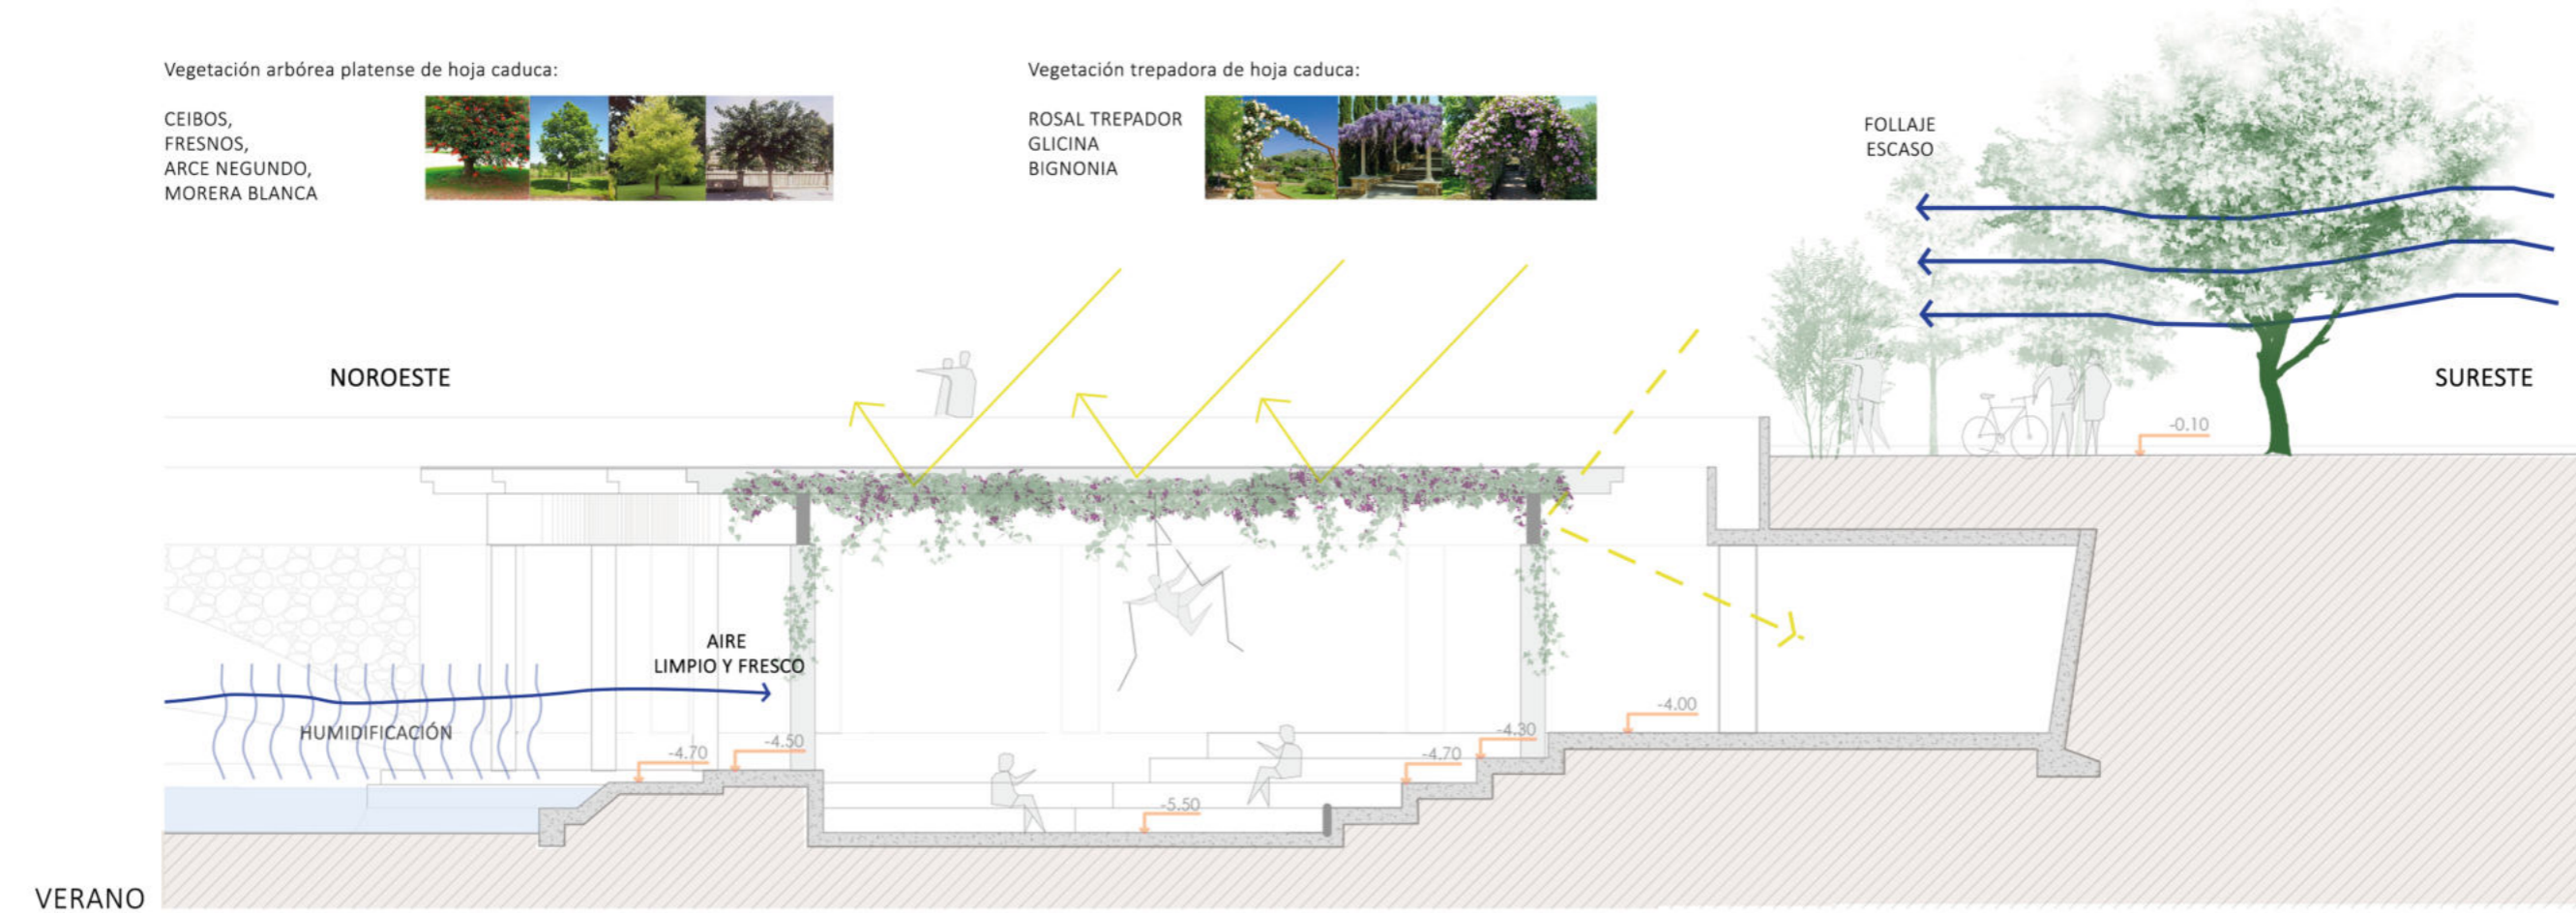 Vegetación arbórea platense de hoja caduca:
CEIBOS,
FRESNOS,
ARCE NEGUNDO,
MORERA BLANCA
Vegetación trepadora de hoja caduca:
ROSAL TREPADOR
GLICINA
BIGNONIA
FOLLAJE
ESCASO
NOROESTE
SURESTE
-0.10
AIRE
LIMPIO Y FRESCO
HUMIDIFICACIÓN
-4.70
-4.50
-5.50
-4.70
-4.30
-4.00
VERANO